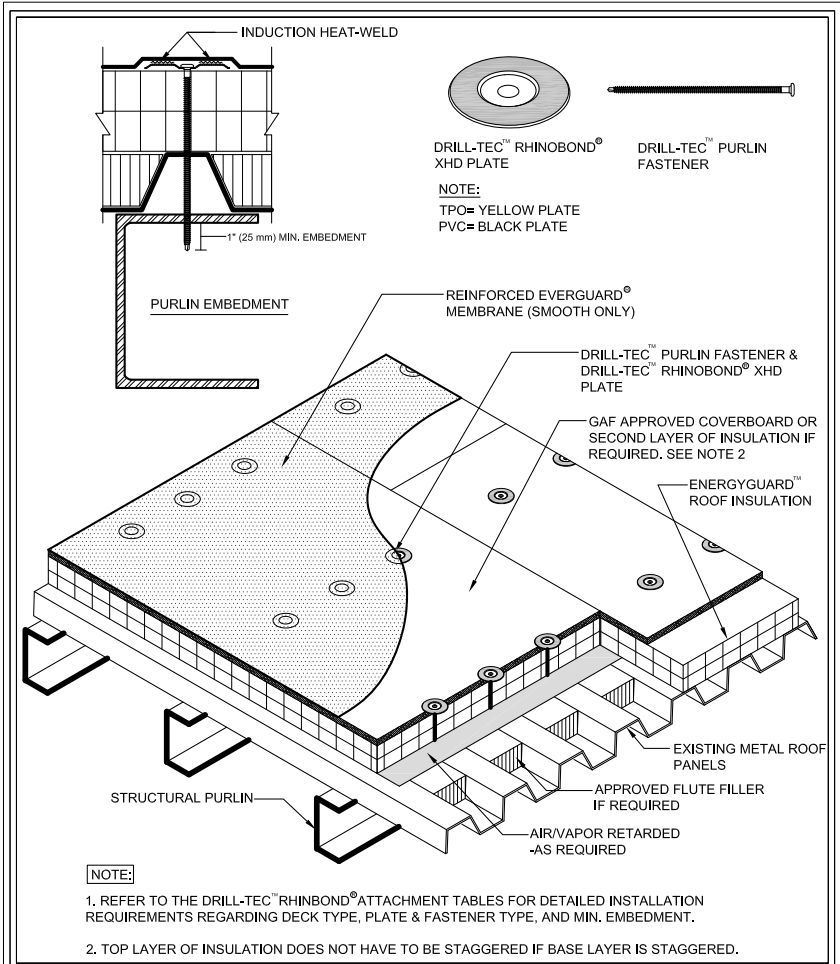 INDUCTION HEAT-WELD
DRILL-TEC™ RHINOBOND®
XHD PLATE
DRILL-TEC™ PURLIN
FASTENER
NOTE:
TPO= YELLOW PLATE
PVC= BLACK PLATE
1" (25 mm) MIN. EMBEDMENT
PURLIN EMBEDMENT
REINFORCED EVERGUARD®
MEMBRANE (SMOOTH ONLY)
DRILL-TEC™ PURLIN FASTENER &
DRILL-TEC™ RHINOBOND® XHD
PLATE
GAF APPROVED COVERBOARD OR
SECOND LAYER OF INSULATION IF
REQUIRED. SEE NOTE 2
ENERGYGUARD™
ROOF INSULATION
EXISTING METAL ROOF
PANELS
APPROVED FLUTE FILLER
IF REQUIRED
STRUCTURAL PURLIN
AIR/VAPOR RETARDED
-AS REQUIRED
NOTE:
1. REFER TO THE DRILL-TEC™RHINBOND®ATTACHMENT TABLES FOR DETAILED INSTALLATION
REQUIREMENTS REGARDING DECK TYPE, PLATE & FASTENER TYPE, AND MIN. EMBEDMENT.
2. TOP LAYER OF INSULATION DOES NOT HAVE TO BE STAGGERED IF BASE LAYER IS STAGGERED.